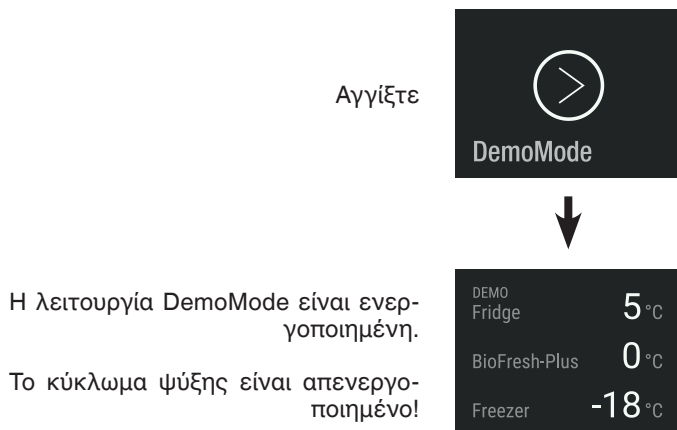 Αγγίξτε
DemoMode
Η λειτουργία DemoMode είναι ενερ-
γοποιημένη.
Το κύκλωμα ψύξης είναι απενεργο-
ποιημένο!
DEMO
Fridge 5 °C
BioFresh-Plus 0 °C
Freezer -18 °C